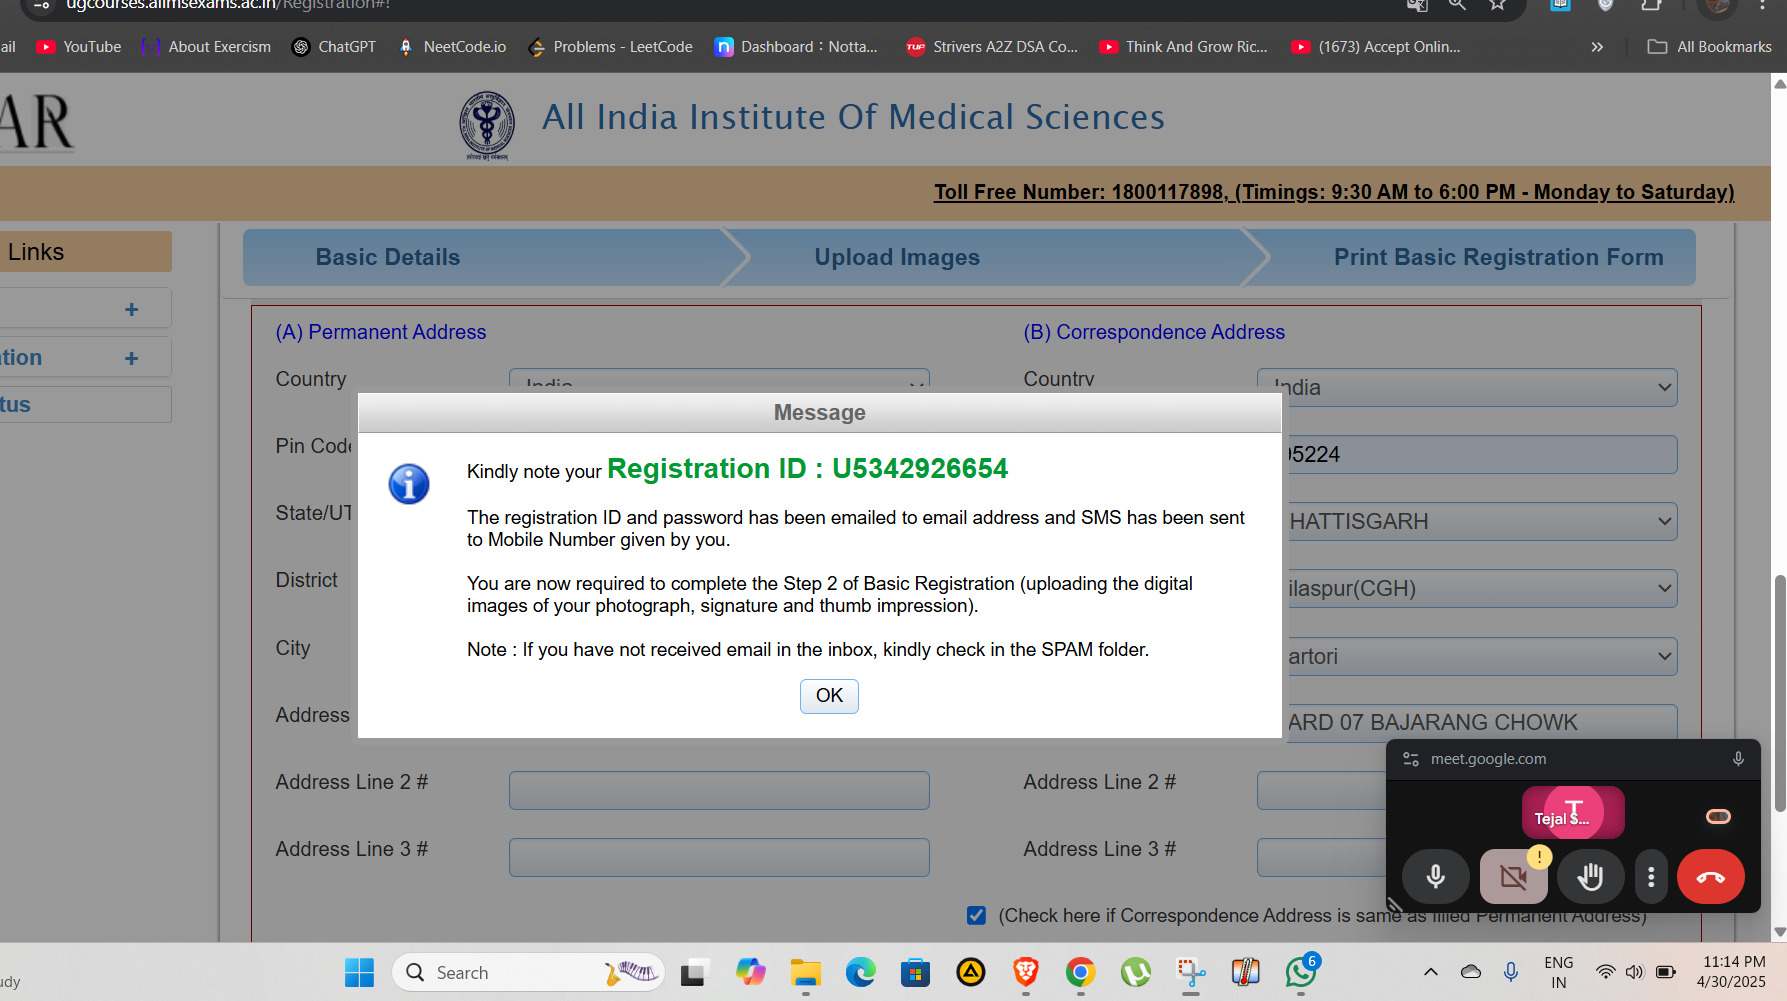 ugcourses.aiimsexams.ac.in/Registration#!
ail
YouTube
About Exercism
ChatGPT
NeetCode.io
Problems - LeetCode
Dashboard : Notta...
TUF
Strivers A2Z DSA Co...
Think And Grow Ric...
(1673) Accept Onlin...
»
All Bookmarks
AR
All India Institute Of Medical Sciences
Toll Free Number: 1800117898, (Timings: 9:30 AM to 6:00 PM - Monday to Saturday)
Links
+
ation +
tus
Basic Details
Upload Images
Print Basic Registration Form
(A) Permanent Address
(B) Correspondence Address
Country
India
Country
India
Message
Kindly note your Registration ID : U5342926654
The registration ID and password has been emailed to email address and SMS has been sent
to Mobile Number given by you.
You are now required to complete the Step 2 of Basic Registration (uploading the digital
images of your photograph, signature and thumb impression).
Note : If you have not received email in the inbox, kindly check in the SPAM folder.
OK
Pin Code
5224
State/UT
HATTISGARH
District
ilaspur(CGH)
City
artori
Address
ARD 07 BAJARANG CHOWK
Address Line 2 #
Address Line 2 #
Address Line 3 #
Address Line 3 #
(Check here if Correspondence Address is same as filled Permanent Address)
meet.google.com
T
Tejal S...
!
udy
Search
6
ENG
IN
11:14 PM
4/30/2025